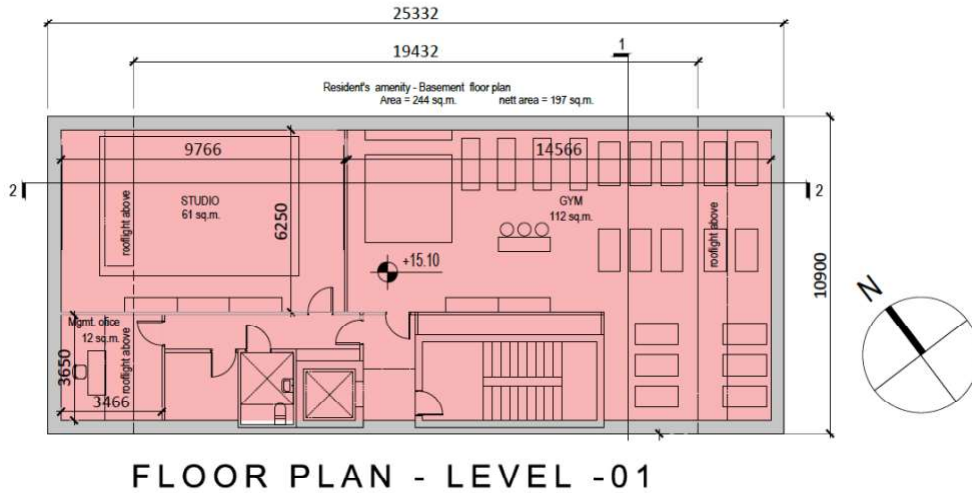 25332
19432
1
Resident's amenity - Basement floor plan
Area = 244 sq.m. nett area = 197 sq.m.
9766
14566
2
2
STUDIO
61 sq.m.
GYM
112 sq.m.
rooflight above
6250
rooflight above
+15.10
10900
N
Mgmt. ofice
12 sq.m.
rooflight above
3650
3466
FLOOR PLAN - LEVEL -01